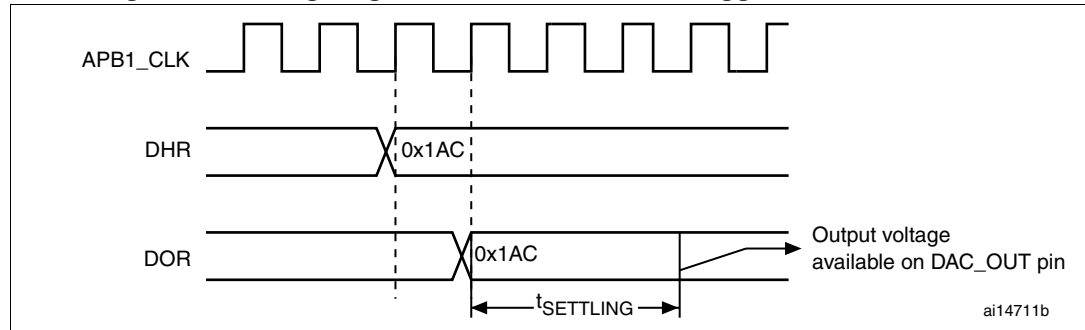 APB1_CLK
DHR
0x1AC
DOR
0x1AC
Output voltage
available on DAC_OUT pin
tSETTLING
ai14711b